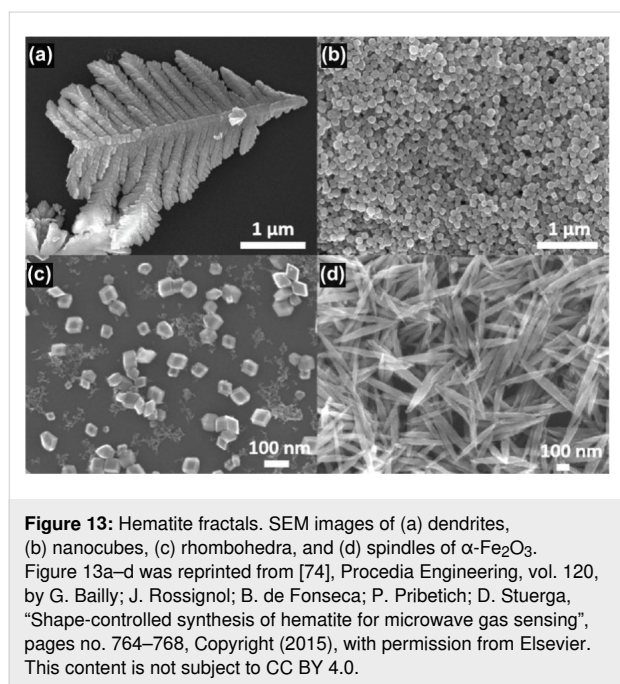 (a)
(b)
1 µm
1 µm
(c)
(d)
100 nm
100 nm
Figure 13: Hematite fractals. SEM images of (a) dendrites,
(b) nanocubes, (c) rhombohedra, and (d) spindles of α-Fe₂O₃.
Figure 13a–d was reprinted from [74], Procedia Engineering, vol. 120,
by G. Bailly; J. Rossignol; B. de Fonseca; P. Pribetich; D. Stuerga,
“Shape-controlled synthesis of hematite for microwave gas sensing”,
pages no. 764–768, Copyright (2015), with permission from Elsevier.
This content is not subject to CC BY 4.0.